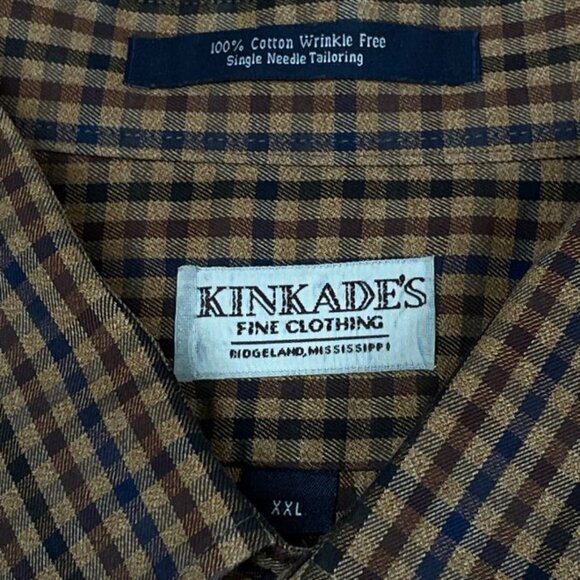 100% Cotton Wrinkle Free
Single Needle Tailoring
KINKADE'S
FINE CLOTHING
RIDGELAND, MISSISSIPPI
XXL